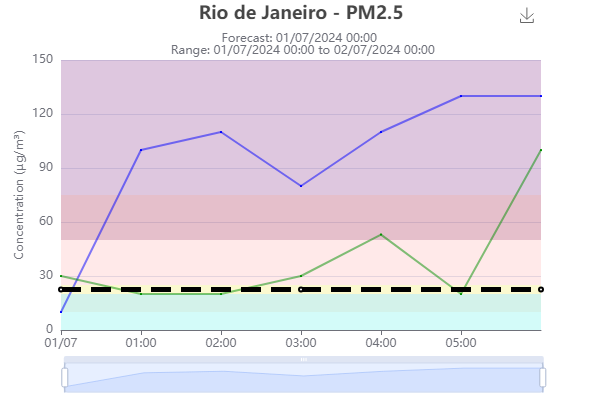 Rio de Janeiro - PM2.5
Forecast: 01/07/2024 00:00
Range: 01/07/2024 00:00 to 02/07/2024 00:00
Concentration (µg/m³)
150
120
90
60
30
0
01/07 01:00 02:00 03:00 04:00 05:00